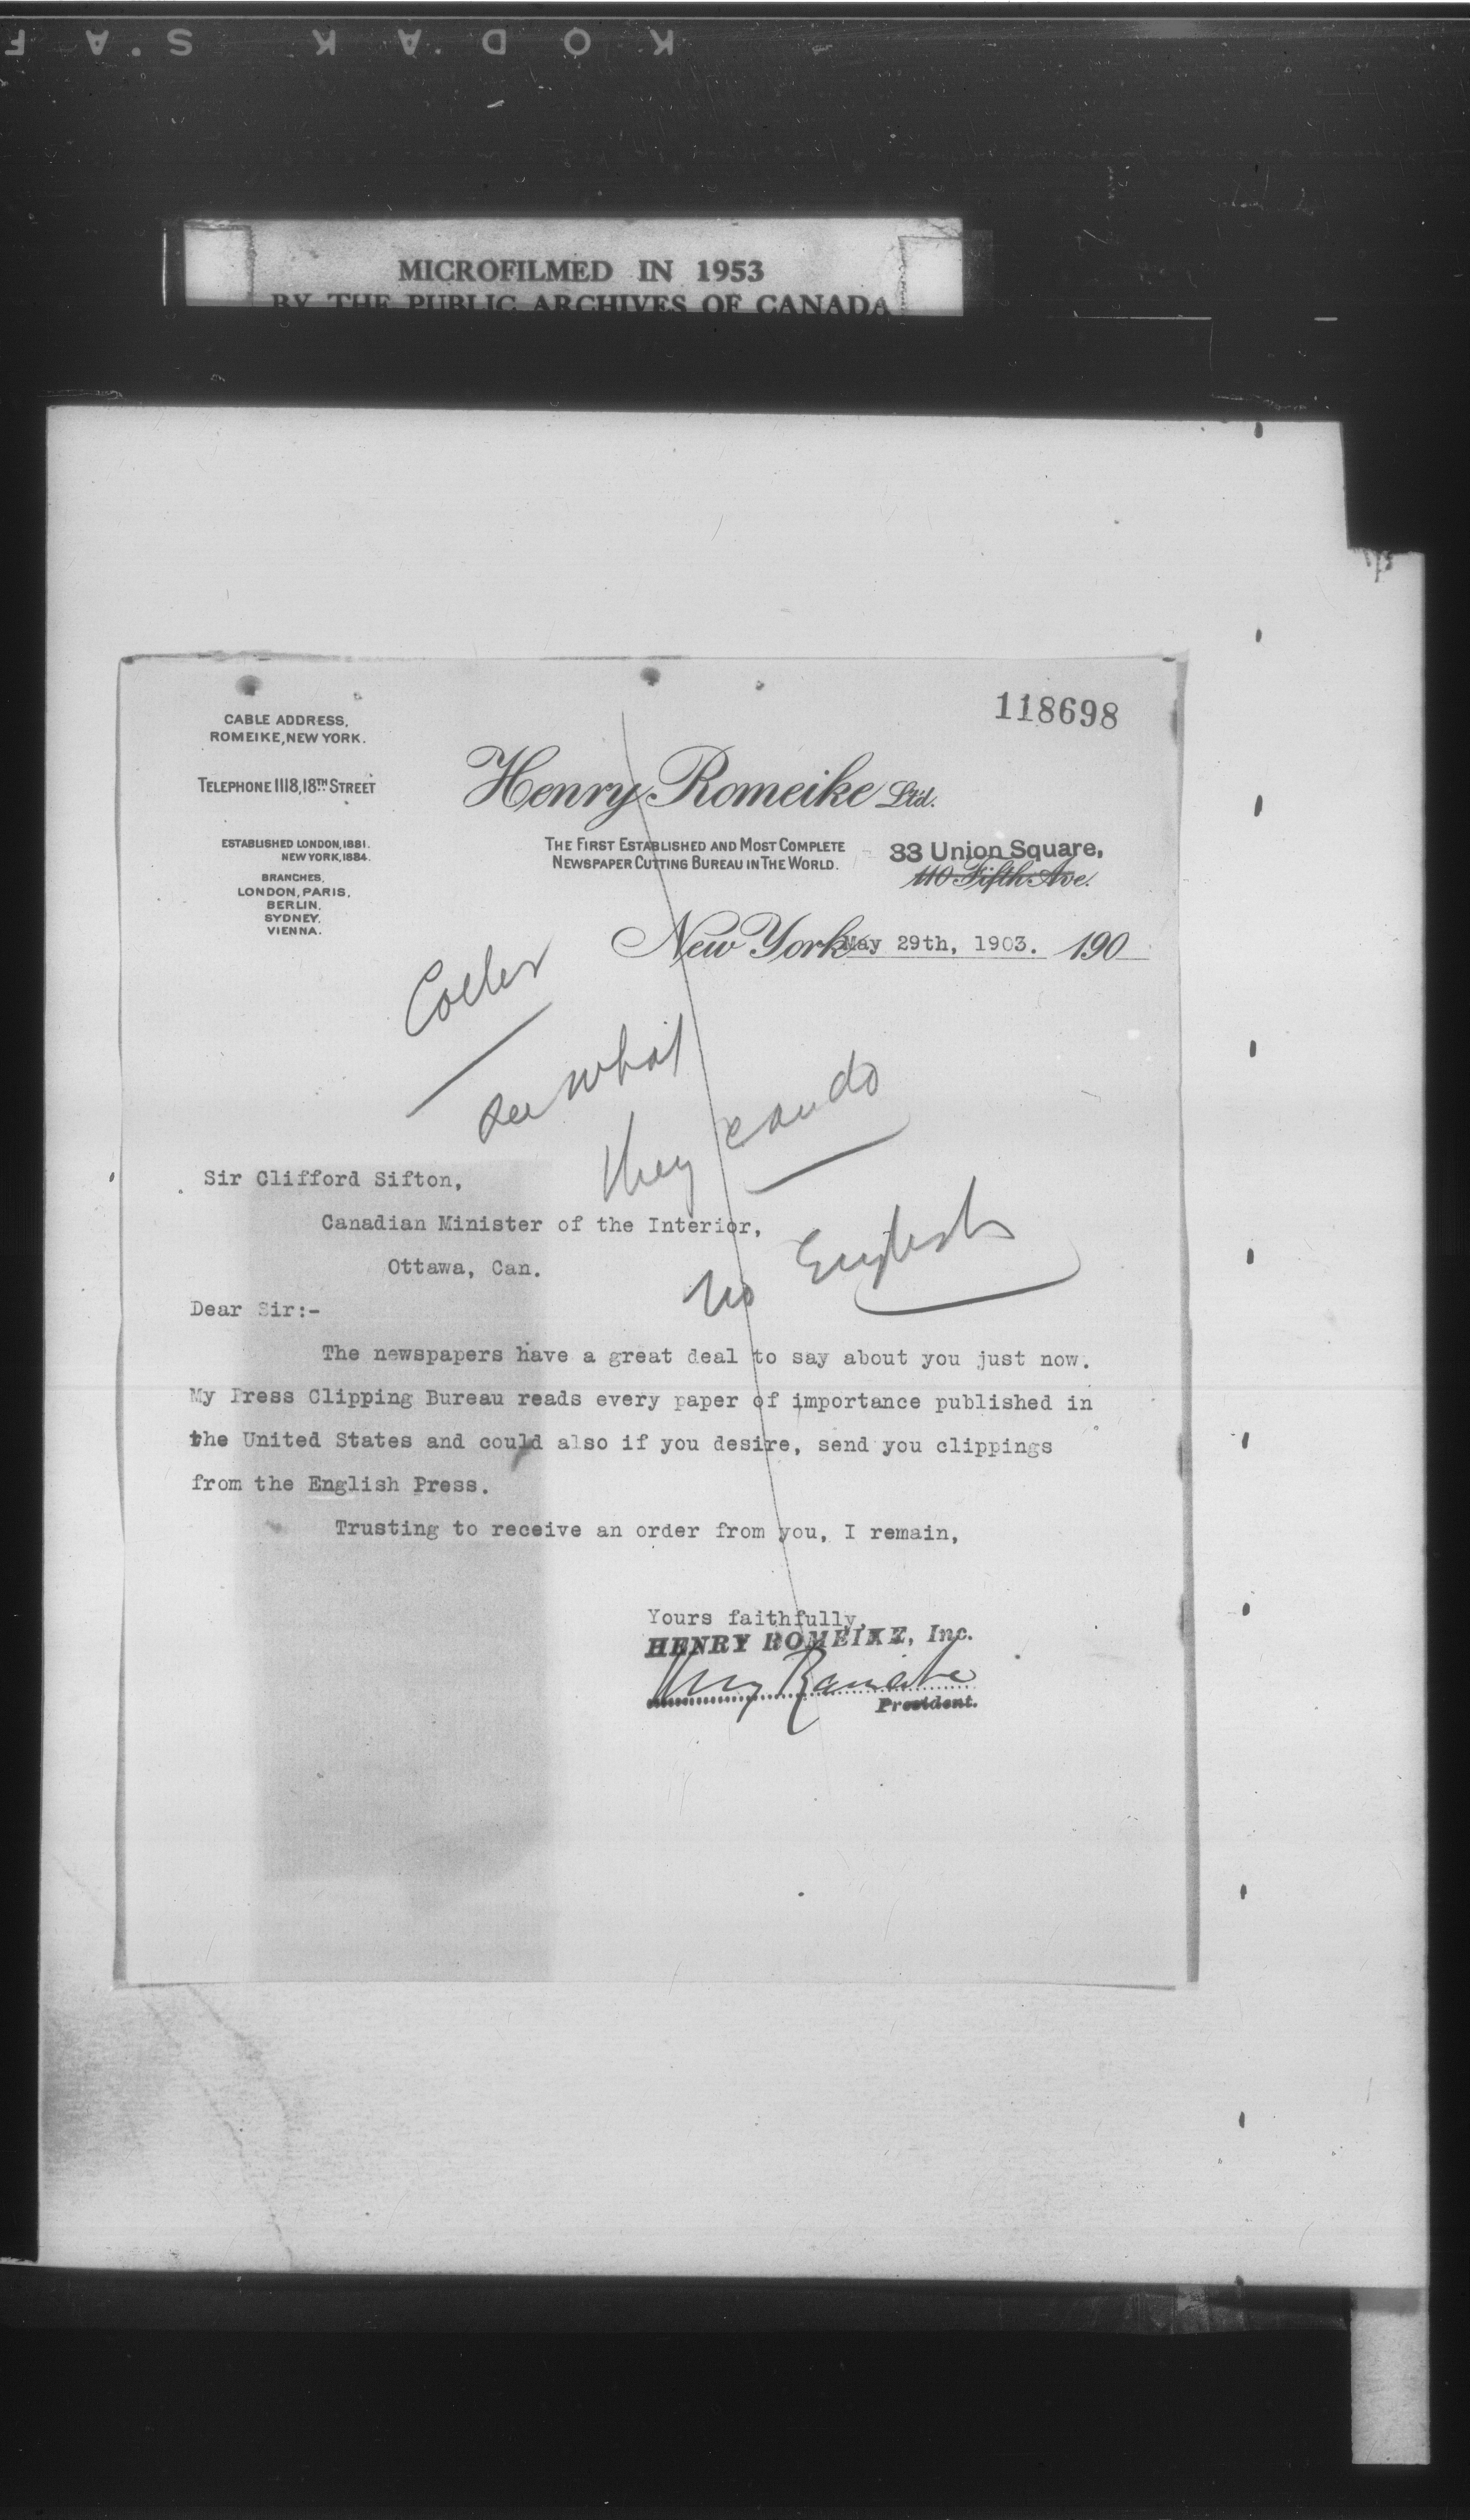 KODAK S.A F
MICROFILMED IN 1953
BY THE PUBLIC ARCHIVES OF CANADA
118698
CABLE ADDRESS,
ROMEIKE, NEW YORK.
TELEPHONE 1118, 18TH STREET
ESTABLISHED LONDON, 1881.
NEW YORK, 1884.
BRANCHES,
LONDON, PARIS,
BERLIN,
SYDNEY,
VIENNA.
Henry Romeike Ltd.
THE FIRST ESTABLISHED AND MOST COMPLETE
NEWSPAPER CUTTING BUREAU IN THE WORLD.
33 Union Square,
110 Fifth Ave.
New York May 29th, 1903. 190
see what
they can do
no English
Sir Clifford Sifton,
Canadian Minister of the Interior,
Ottawa, Can.
Dear Sir:-
The newspapers have a great deal to say about you just now.
My Press Clipping Bureau reads every paper of importance published in
the United States and could also if you desire, send you clippings
from the English Press.
Trusting to receive an order from you, I remain,
Yours faithfully,
HENRY ROMEIKE, Inc.
Henry Romeike
President.